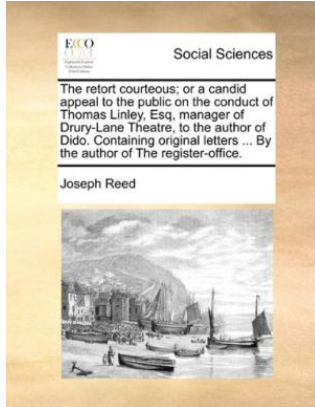 ECCO
Social Sciences
The retort courteous; or a candid
appeal to the public on the conduct of
Thomas Linley, Esq, manager of
Drury-Lane Theatre, to the author of
Dido. Containing original letters ... By
the author of The register-office.
Joseph Reed